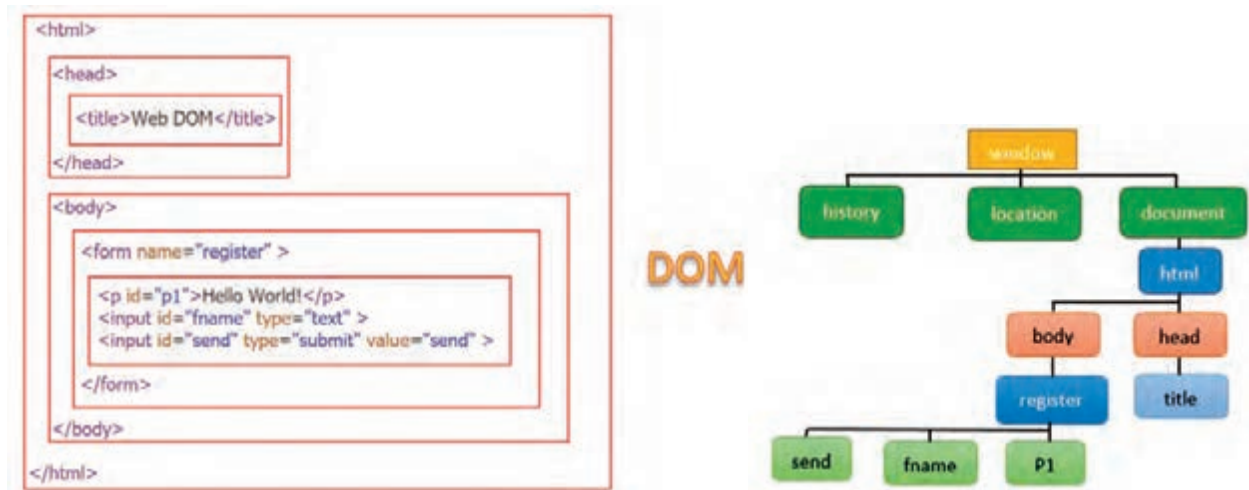 <html>
<head>
<title>Web DOM</title>
</head>
<body>
<form name="register" >
<p id="p1">Hello World!</p>
<input id="fname" type="text" >
<input id="send" type="submit" value="send" >
</form>
</body>
</html>
DOM
window
history location document
html
body head
register title
send fname P1